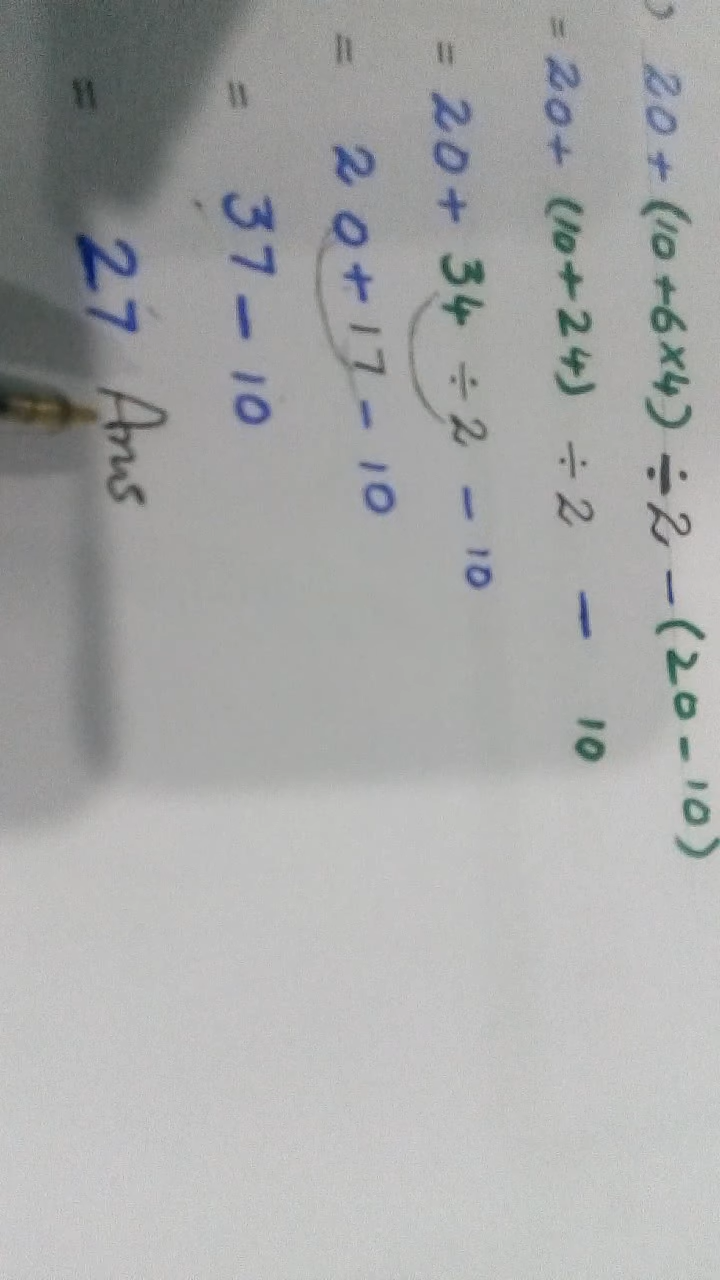 ) 20 + (10 + 6 × 4) ÷ 2 - (20 - 10)
= 20 + (10 + 24) ÷ 2 - 10
= 20 + 34 ÷ 2 - 10
= 20 + 17 - 10
= 37 - 10
= 27 Ans